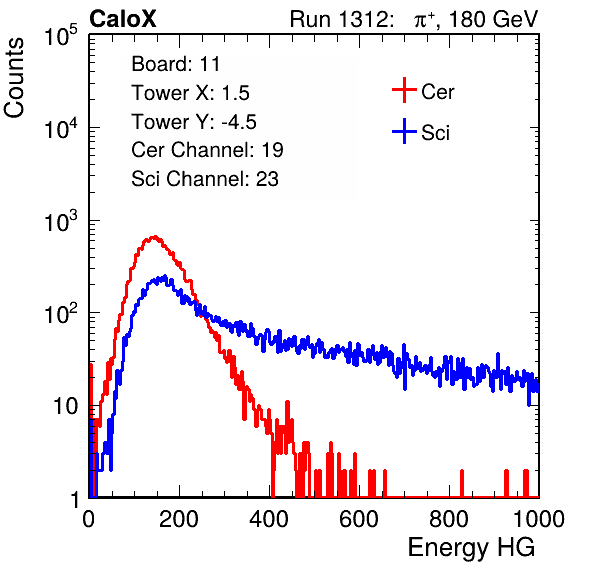 CaloX Run 1312: π⁺, 180 GeV
Counts
10⁵
10⁴
10³
10²
10
1
Board: 11
Tower X: 1.5
Tower Y: -4.5
Cer Channel: 19
Sci Channel: 23
Cer
Sci
0 200 400 600 800 1000
Energy HG